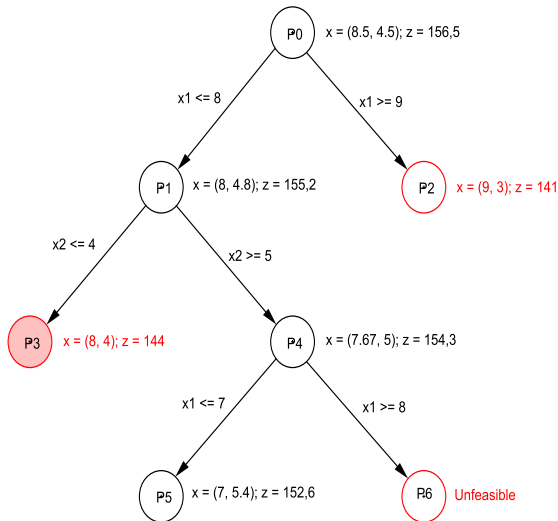 P0 x = (8.5, 4.5); z = 156,5
x1 <= 8
x1 >= 9
P1 x = (8, 4.8); z = 155,2
P2 x = (9, 3); z = 141
x2 <= 4
x2 >= 5
P3 x = (8, 4); z = 144
P4 x = (7.67, 5); z = 154,3
x1 <= 7
x1 >= 8
P5 x = (7, 5.4); z = 152,6
P6 Unfeasible